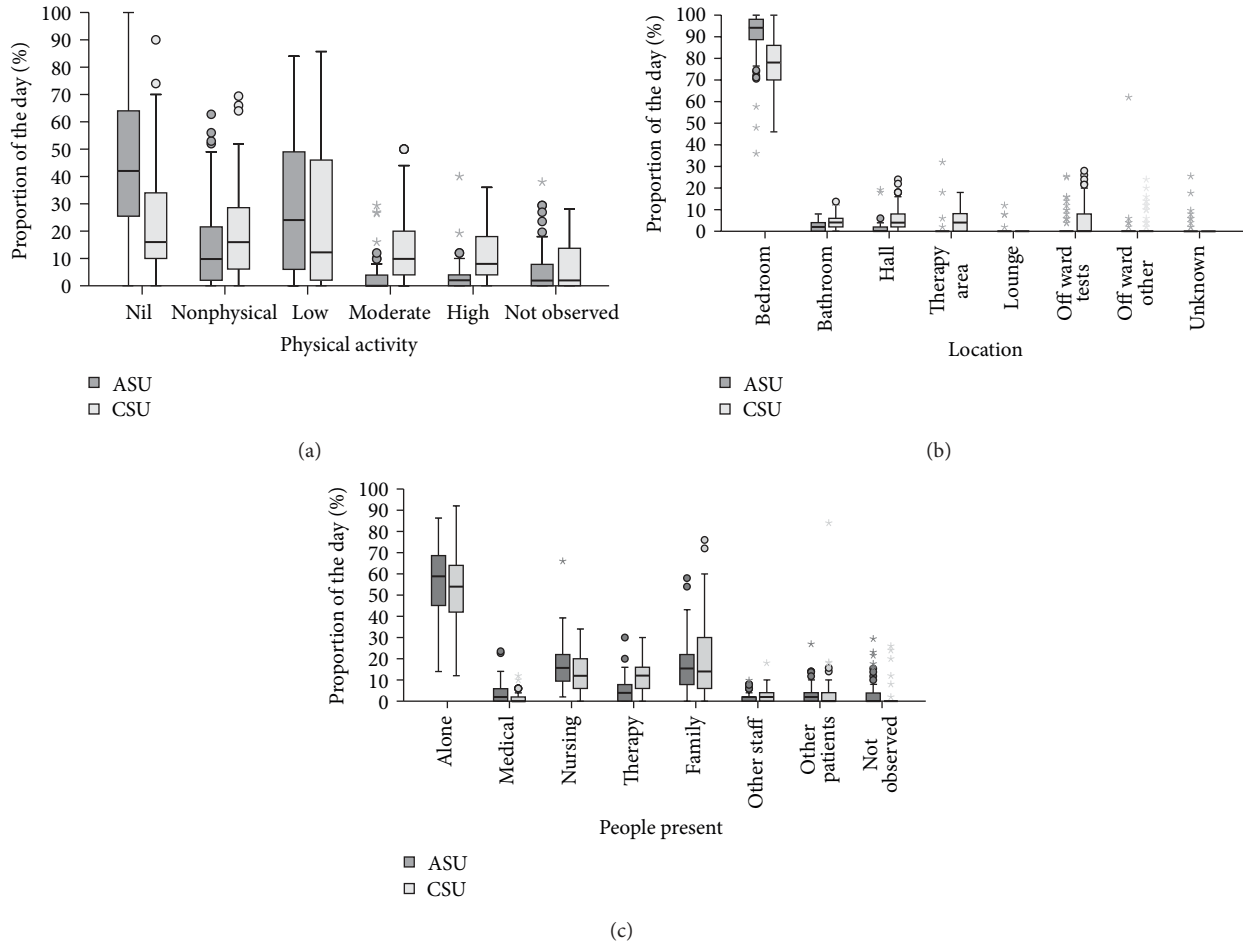 100
90
80
70
60
50
40
30
20
10
0
Proportion of the day (%)
Nil Nonphysical Low Moderate High Not observed
Physical activity
ASU
CSU
(a)
100
90
80
70
60
50
40
30
20
10
0
Proportion of the day (%)
Bedroom
Bathroom
Hall
Therapy
area
Lounge
Off ward
tests
Off ward
other
Unknown
Location
ASU
CSU
(b)
100
90
80
70
60
50
40
30
20
10
0
Proportion of the day (%)
Alone
Medical
Nursing
Therapy
Family
Other staff
Other
patients
Not
observed
People present
ASU
CSU
(c)